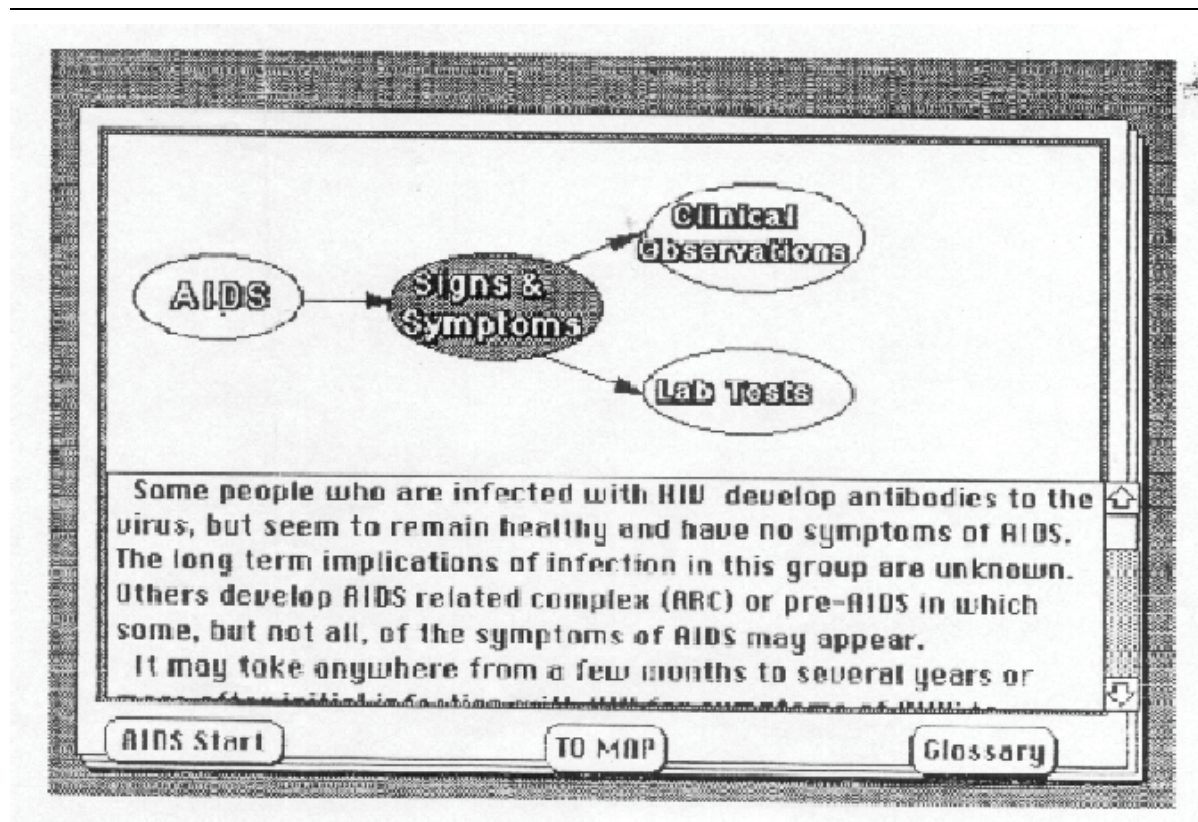 Clinical
Observations
AIDS
Signs &
Symptoms
Lab Tests
Some people who are infected with HIV develop antibodies to the
virus, but seem to remain healthy and have no symptoms of AIDS.
The long term implications of infection in this group are unknown.
Others develop AIDS related complex (ARC) or pre-AIDS in which
some, but not all, of the symptoms of AIDS may appear.
It may take anywhere from a few months to several years or
AIDS Start
TO MAP
Glossary